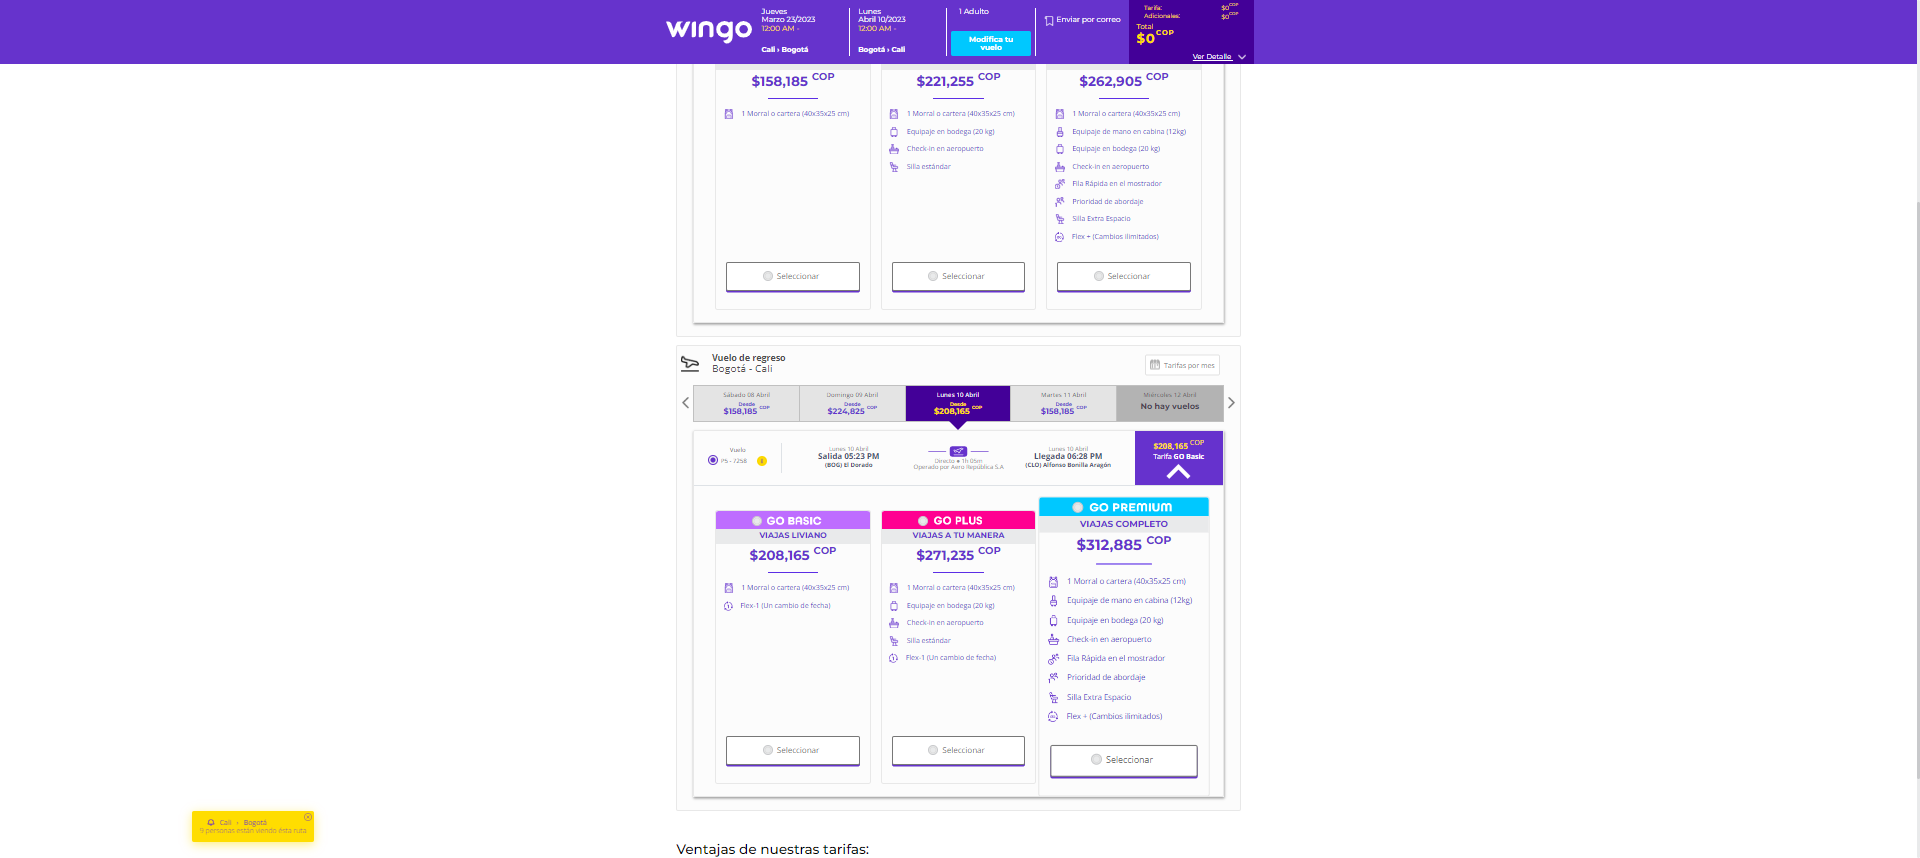 wingo
Jueves
Marzo 23/2023
12:00 AM -
Cali › Bogotá
Lunes
Abril 10/2023
12:00 AM -
Bogotá › Cali
1 Adulto
Modifica tu
vuelo
Enviar por correo
Tarifa: $0 COP
Adicionales: $0 COP
Total
$0 COP
Ver Detalle
$158,185 COP
1 Morral o cartera (40x35x25 cm)
Seleccionar
$221,255 COP
1 Morral o cartera (40x35x25 cm)
Equipaje en bodega (20 kg)
Check-in en aeropuerto
Silla estándar
Seleccionar
$262,905 COP
1 Morral o cartera (40x35x25 cm)
Equipaje de mano en cabina (12kg)
Equipaje en bodega (20 kg)
Check-in en aeropuerto
Fila Rápida en el mostrador
Prioridad de abordaje
Silla Extra Espacio
Flex + (Cambios ilimitados)
Seleccionar
Vuelo de regreso
Bogotá - Cali
Tarifas por mes
Sábado 08 Abril
Desde
$158,185 COP
Domingo 09 Abril
Desde
$224,825 COP
Lunes 10 Abril
Desde
$208,165 COP
Martes 11 Abril
Desde
$158,185 COP
Miércoles 12 Abril
No hay vuelos
Vuelo
P5 - 7258
Lunes 10 Abril
Salida 05:23 PM
(BOG) El Dorado
Directo • 1h 05m
Operado por Aero República S.A
Lunes 10 Abril
Llegada 06:28 PM
(CLO) Alfonso Bonilla Aragón
$208,165 COP
Tarifa GO Basic
GO BASIC
VIAJAS LIVIANO
$208,165 COP
1 Morral o cartera (40x35x25 cm)
Flex-1 (Un cambio de fecha)
Seleccionar
GO PLUS
VIAJAS A TU MANERA
$271,235 COP
1 Morral o cartera (40x35x25 cm)
Equipaje en bodega (20 kg)
Check-in en aeropuerto
Silla estándar
Flex-1 (Un cambio de fecha)
Seleccionar
GO PREMIUM
VIAJAS COMPLETO
$312,885 COP
1 Morral o cartera (40x35x25 cm)
Equipaje de mano en cabina (12kg)
Equipaje en bodega (20 kg)
Check-in en aeropuerto
Fila Rápida en el mostrador
Prioridad de abordaje
Silla Extra Espacio
Flex + (Cambios ilimitados)
Seleccionar
Cali › Bogotá
9 personas están viendo ésta ruta
Ventajas de nuestras tarifas: